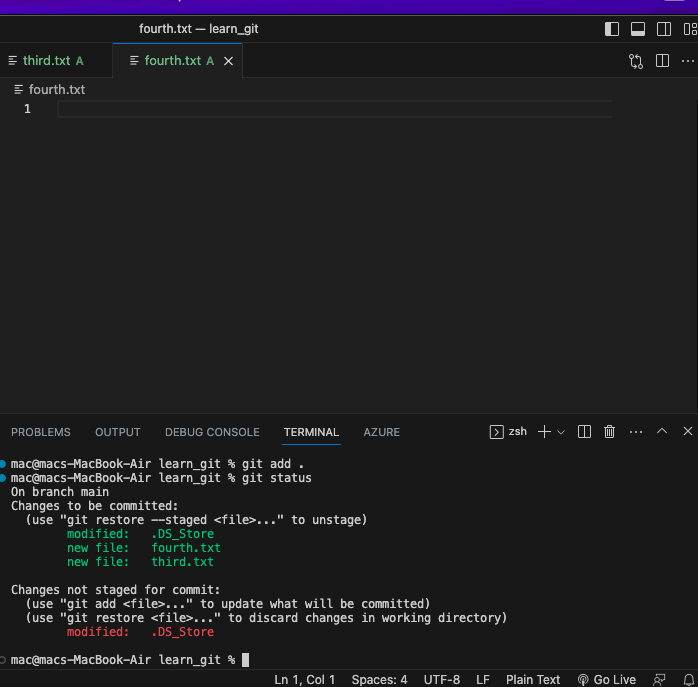 fourth.txt — learn_git
third.txt A
fourth.txt A
fourth.txt
1
PROBLEMS OUTPUT DEBUG CONSOLE TERMINAL AZURE
zsh
mac@macs-MacBook-Air learn_git % git add .
mac@macs-MacBook-Air learn_git % git status
On branch main
Changes to be committed:
(use "git restore --staged <file>..." to unstage)
modified: .DS_Store
new file: fourth.txt
new file: third.txt
Changes not staged for commit:
(use "git add <file>..." to update what will be committed)
(use "git restore <file>..." to discard changes in working directory)
modified: .DS_Store
mac@macs-MacBook-Air learn_git %
Ln 1, Col 1 Spaces: 4 UTF-8 LF Plain Text Go Live